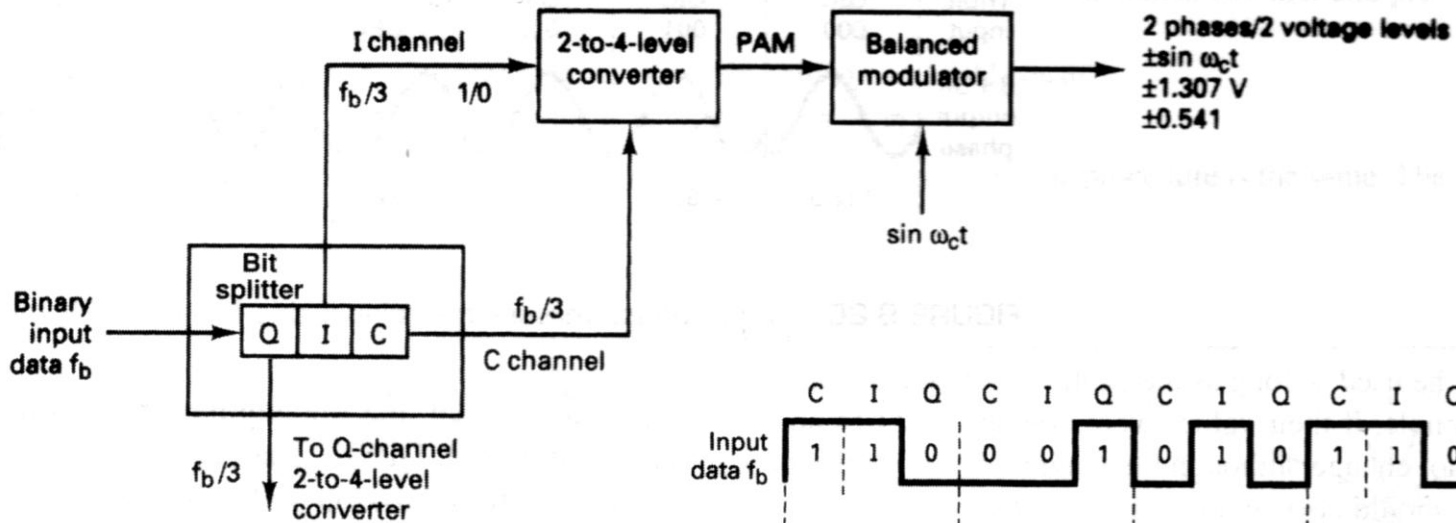 I channel
f_b/3 1/0
2-to-4-level
converter
PAM
Balanced
modulator
2 phases/2 voltage levels
±sin ω_ct
±1.307 V
±0.541
sin ω_ct
Binary
input
data f_b
Bit
splitter
Q I C
f_b/3
C channel
f_b/3
To Q-channel
2-to-4-level
converter
C I Q C I Q C I Q C I
Input
data f_b
1 1 0 0 0 1 0 1 0 1 1 0